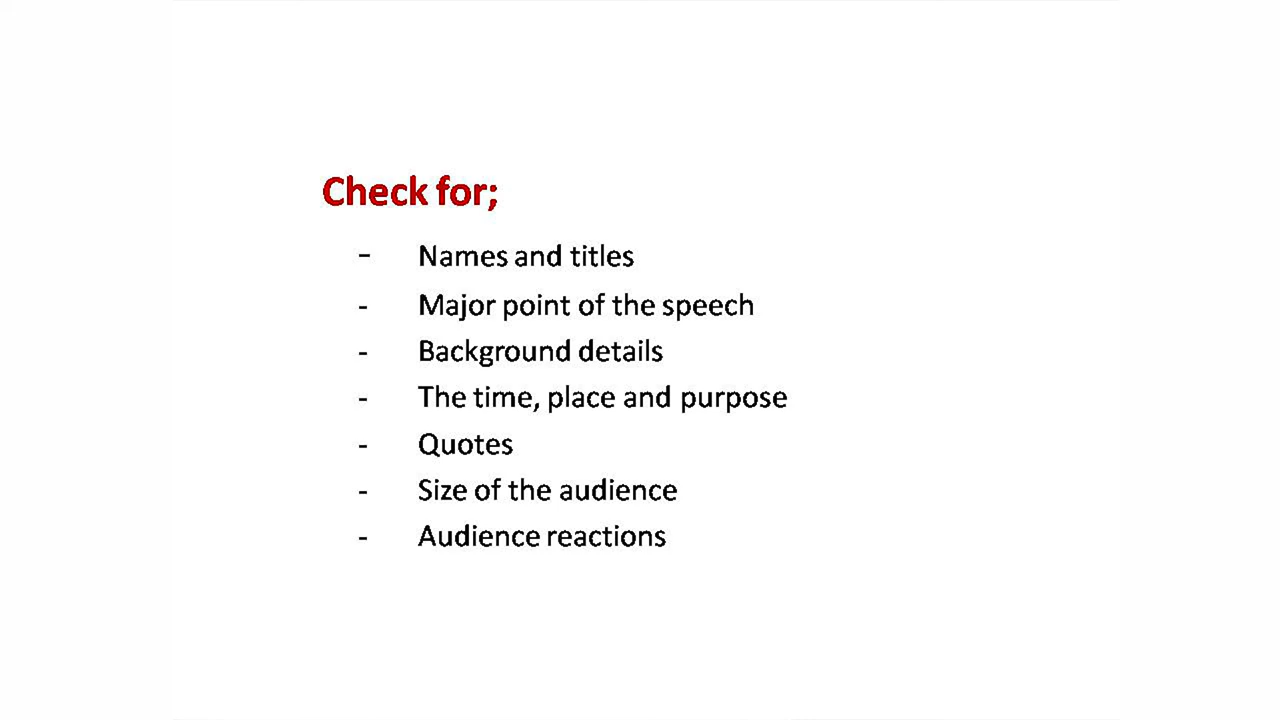 Check for;
- Names and titles
- Major point of the speech
- Background details
- The time, place and purpose
- Quotes
- Size of the audience
- Audience reactions